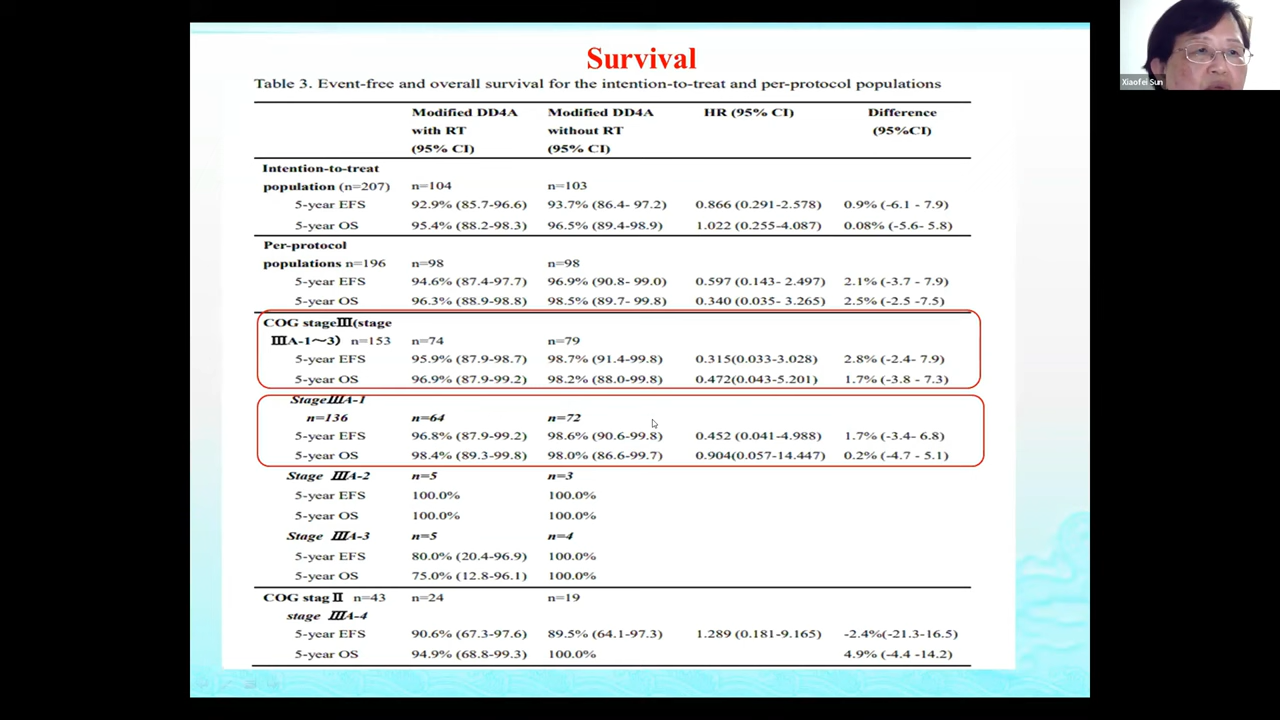 Survival
Table 3. Event-free and overall survival for the intention-to-treat and per-protocol populations
Modified DD4A Modified DD4A HR (95% CI) Difference
with RT without RT (95%CI)
(95% CI) (95% CI)
Intention-to-treat
population (n=207) n=104 n=103
5-year EFS 92.9% (85.7-96.6) 93.7% (86.4- 97.2) 0.866 (0.291-2.578) 0.9% (-6.1 - 7.9)
5-year OS 95.4% (88.2-98.3) 96.5% (89.4-98.9) 1.022 (0.255-4.087) 0.08% (-5.6- 5.8)
Per-protocol
populations n=196 n=98 n=98
5-year EFS 94.6% (87.4-97.7) 96.9% (90.8- 99.0) 0.597 (0.143- 2.497) 2.1% (-3.7 - 7.9)
5-year OS 96.3% (88.9-98.8) 98.5% (89.7- 99.8) 0.340 (0.035- 3.265) 2.5% (-2.5 -7.5)
COG stageⅢ(stage
ⅢA-1～3) n=153 n=74 n=79
5-year EFS 95.9% (87.9-98.7) 98.7% (91.4-99.8) 0.315(0.033-3.028) 2.8% (-2.4- 7.9)
5-year OS 96.9% (87.9-99.2) 98.2% (88.0-99.8) 0.472(0.043-5.201) 1.7% (-3.8 - 7.3)
StageⅢA-1
n=136 n=64 n=72
5-year EFS 96.8% (87.9-99.2) 98.6% (90.6-99.8) 0.452 (0.041-4.988) 1.7% (-3.4- 6.8)
5-year OS 98.4% (89.3-99.8) 98.0% (86.6-99.7) 0.904(0.057-14.447) 0.2% (-4.7 - 5.1)
Stage ⅢA-2 n=5 n=3
5-year EFS 100.0% 100.0%
5-year OS 100.0% 100.0%
Stage ⅢA-3 n=5 n=4
5-year EFS 80.0% (20.4-96.9) 100.0%
5-year OS 75.0% (12.8-96.1) 100.0%
COG stagⅡ n=43 n=24 n=19
stage ⅢA-4
5-year EFS 90.6% (67.3-97.6) 89.5% (64.1-97.3) 1.289 (0.181-9.165) -2.4%(-21.3-16.5)
5-year OS 94.9% (68.8-99.3) 100.0% 4.9% (-4.4 -14.2)
Xiaofei Sun